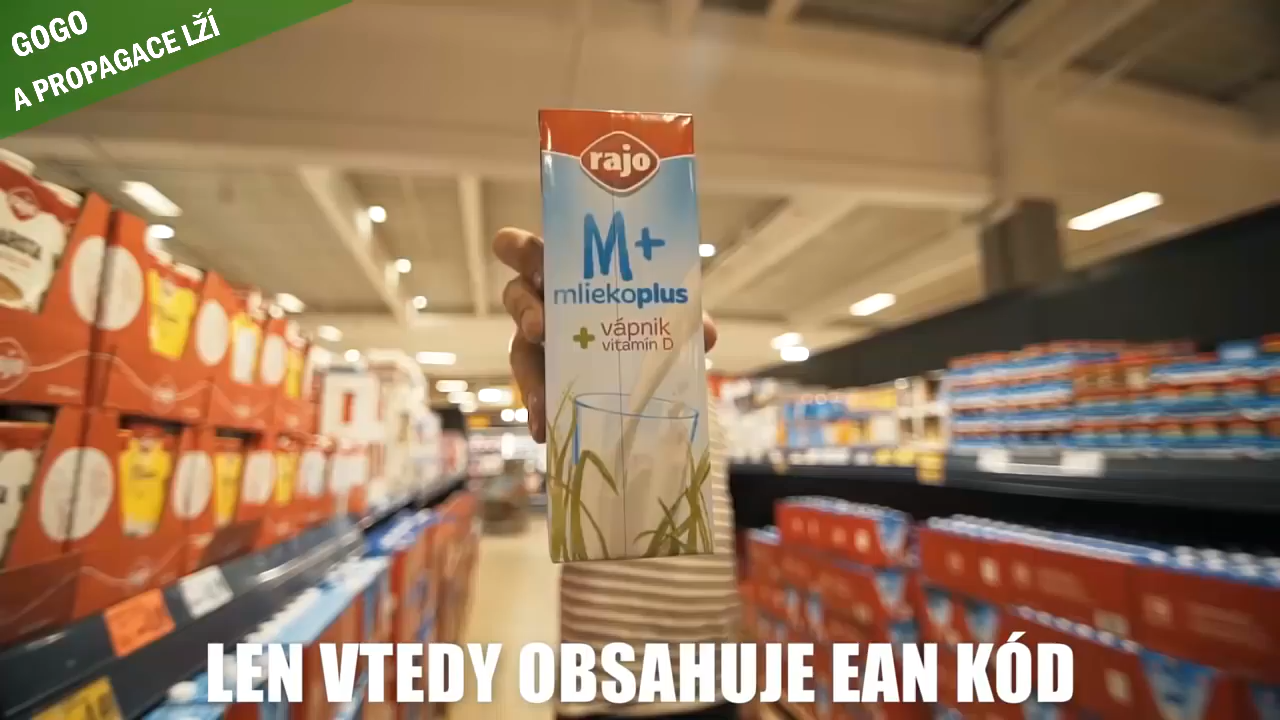 GOGO
A PROPAGACE LŽÍ
rajo
M+
mliekoplus
+ vápnik
vitamín D
LEN VTEDY OBSAHUJE EAN KÓD